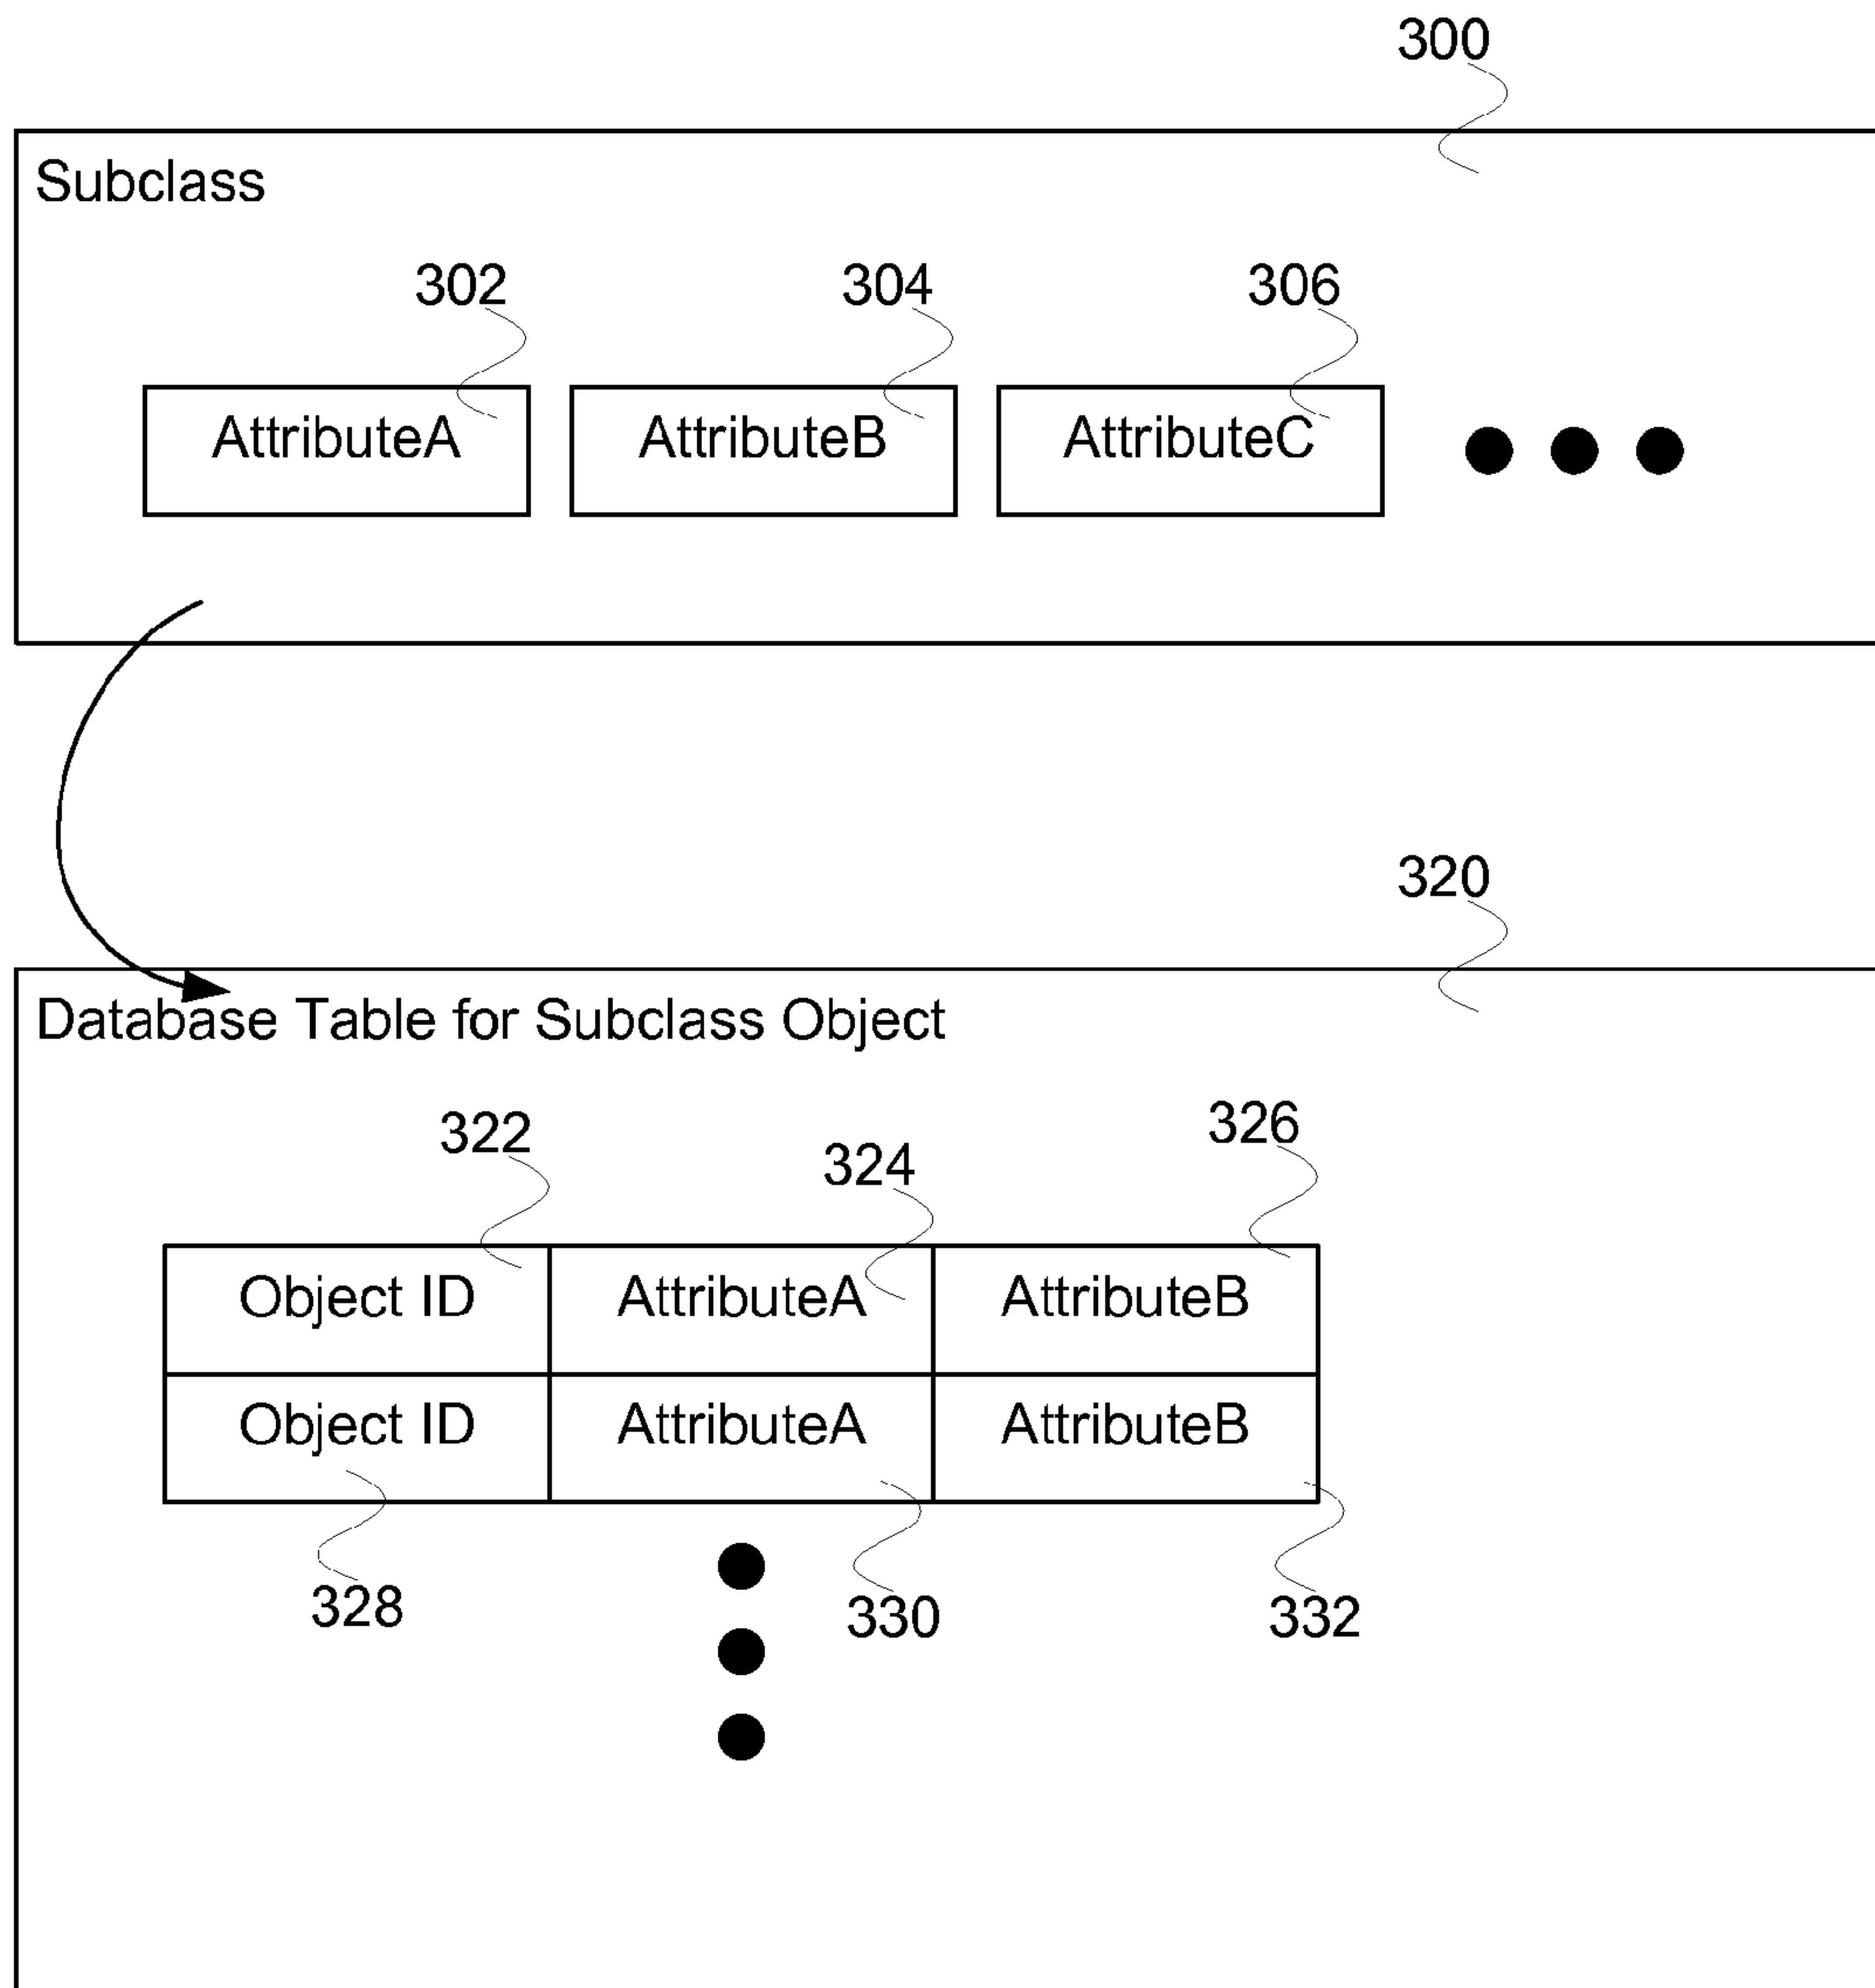 300
Subclass
302 304 306
AttributeA AttributeB AttributeC
320
Database Table for Subclass Object
322 324 326
Object ID AttributeA AttributeB
Object ID AttributeA AttributeB
328 330 332